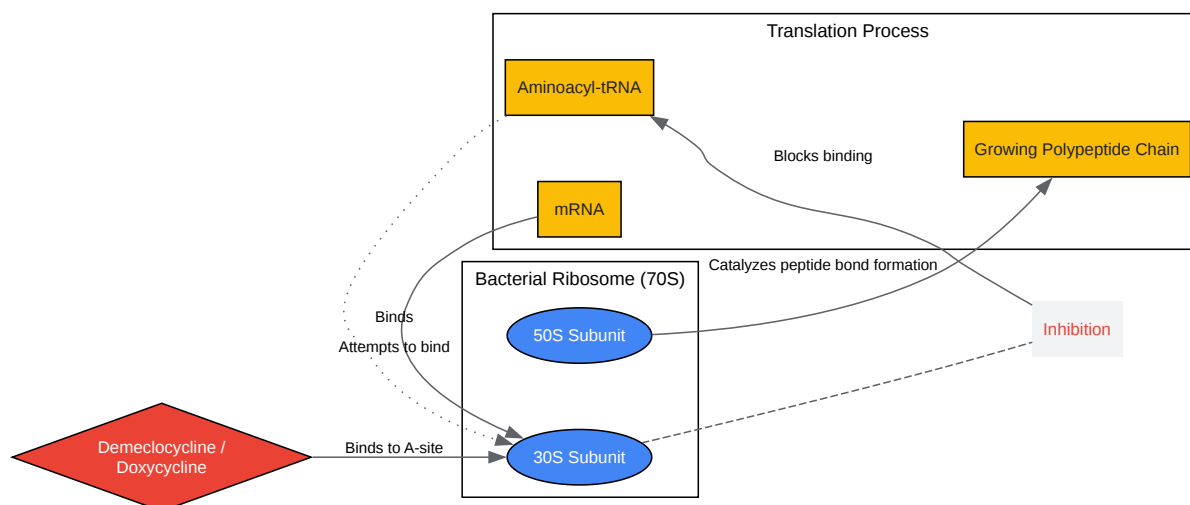 Translation Process
Aminoacyl-tRNA
Growing Polypeptide Chain
Blocks binding
mRNA
Catalyzes peptide bond formation
Bacterial Ribosome (70S)
Binds
50S Subunit
Inhibition
Attempts to bind
Demeclocycline /
Doxycycline
Binds to A-site
30S Subunit